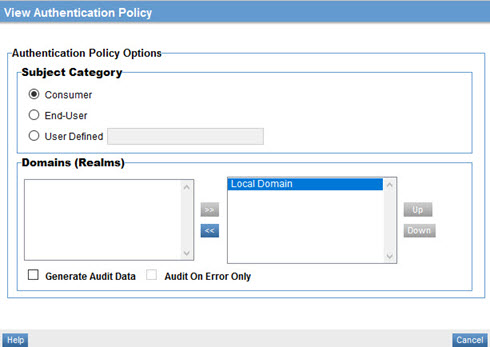 View Authentication Policy
Authentication Policy Options
Subject Category
Consumer
End-User
User Defined
Domains (Realms)
Local Domain
>>
Up
<<
Down
Generate Audit Data
Audit On Error Only
Help
Cancel